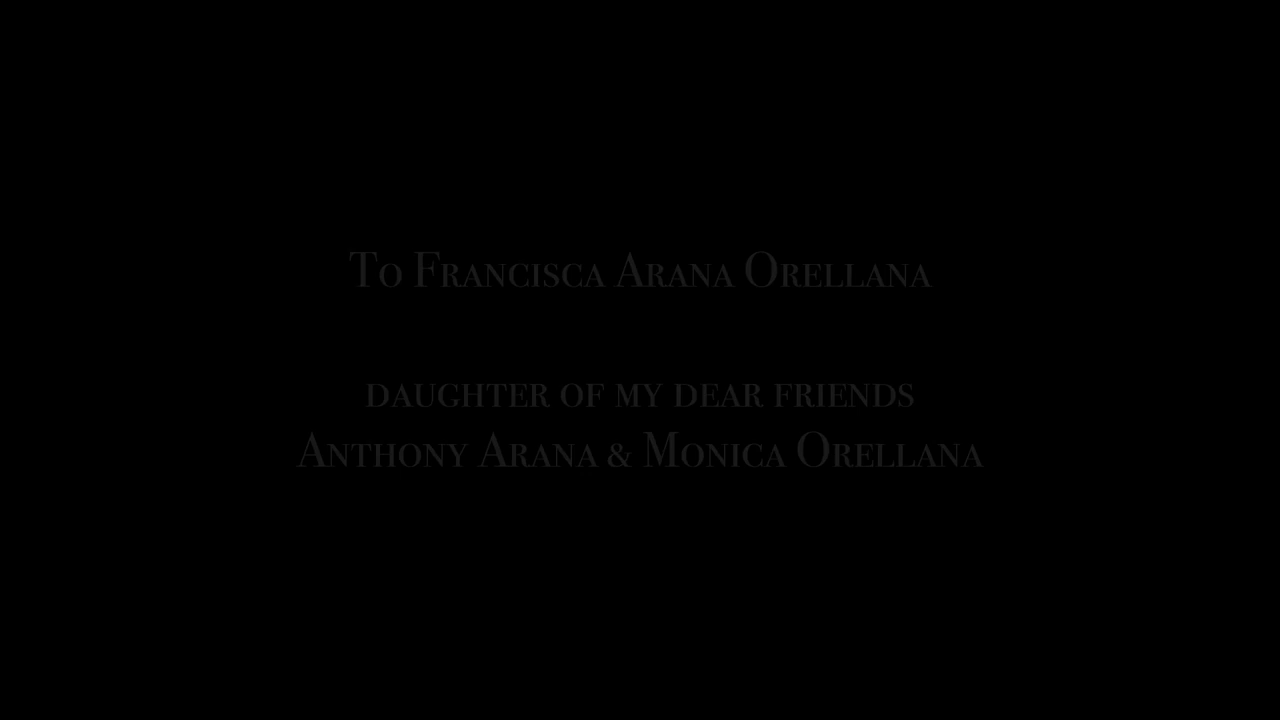 To Francisca Arana Orellana
daughter of my dear friends
Anthony Arana & Monica Orellana